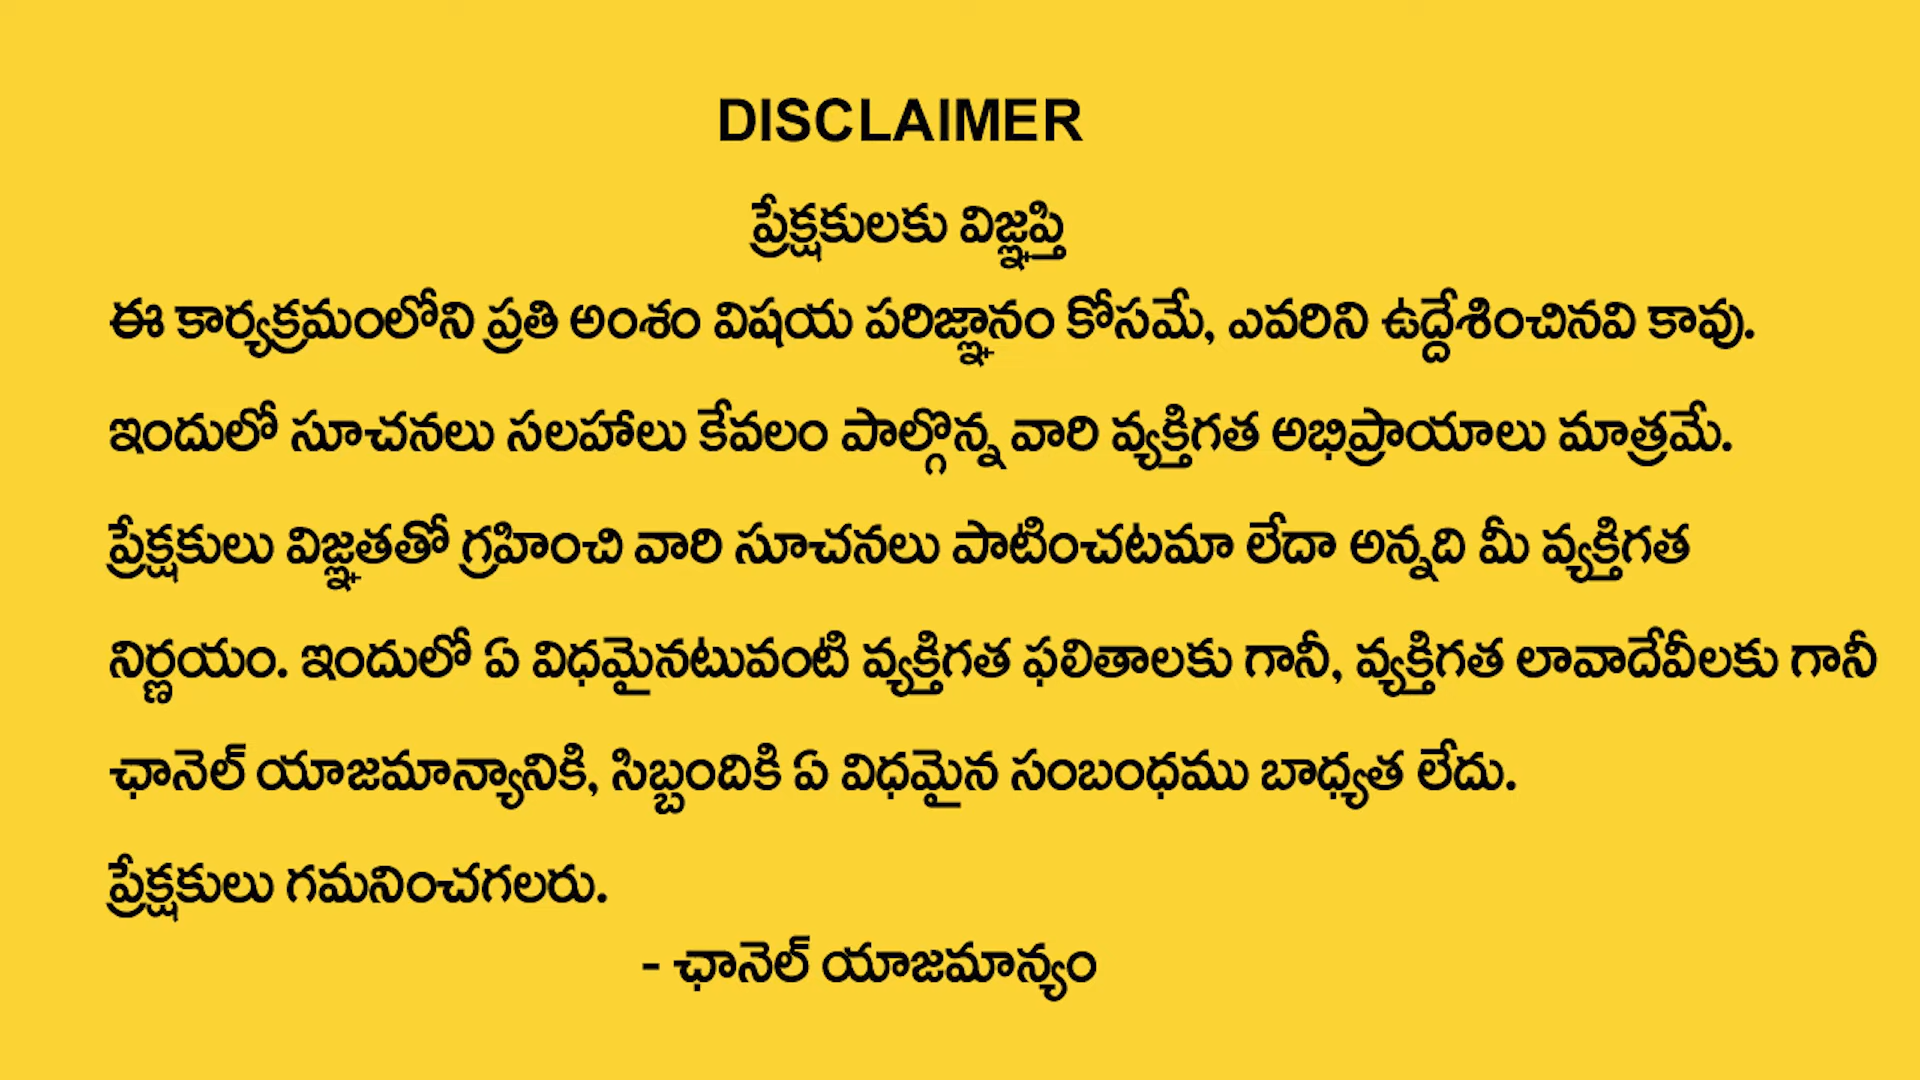 DISCLAIMER
ప్రేక్షకులకు విజ్ఞప్తి
ఈ కార్యక్రమంలోని ప్రతి అంశం విషయ పరిజ్ఞానం కోసమే, ఎవరిని ఉద్దేశించినవి కావు.
ఇందులో సూచనలు సలహాలు కేవలం పాల్గొన్న వారి వ్యక్తిగత అభిప్రాయాలు మాత్రమే.
ప్రేక్షకులు విజ్ఞతతో గ్రహించి వారి సూచనలు పాటించటమా లేదా అన్నది మీ వ్యక్తిగత
నిర్ణయం. ఇందులో ఏ విధమైనటువంటి వ్యక్తిగత ఫలితాలకు గానీ, వ్యక్తిగత లావాదేవీలకు గానీ
ఛానెల్ యాజమాన్యానికి, సిబ్బందికి ఏ విధమైన సంబంధము బాధ్యత లేదు.
ప్రేక్షకులు గమనించగలరు.
- ఛానెల్ యాజమాన్యం